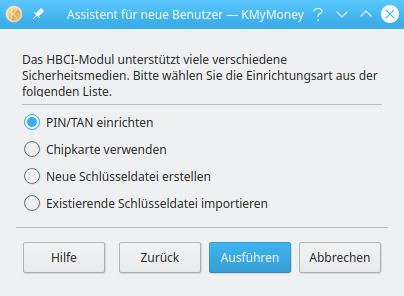 Assistent für neue Benutzer — KMyMoney
Das HBCI-Modul unterstützt viele verschiedene
Sicherheitsmedien. Bitte wählen Sie die Einrichtungsart aus der
folgenden Liste.
PIN/TAN einrichten
Chipkarte verwenden
Neue Schlüsseldatei erstellen
Existierende Schlüsseldatei importieren
Hilfe
Zurück
Ausführen
Abbrechen